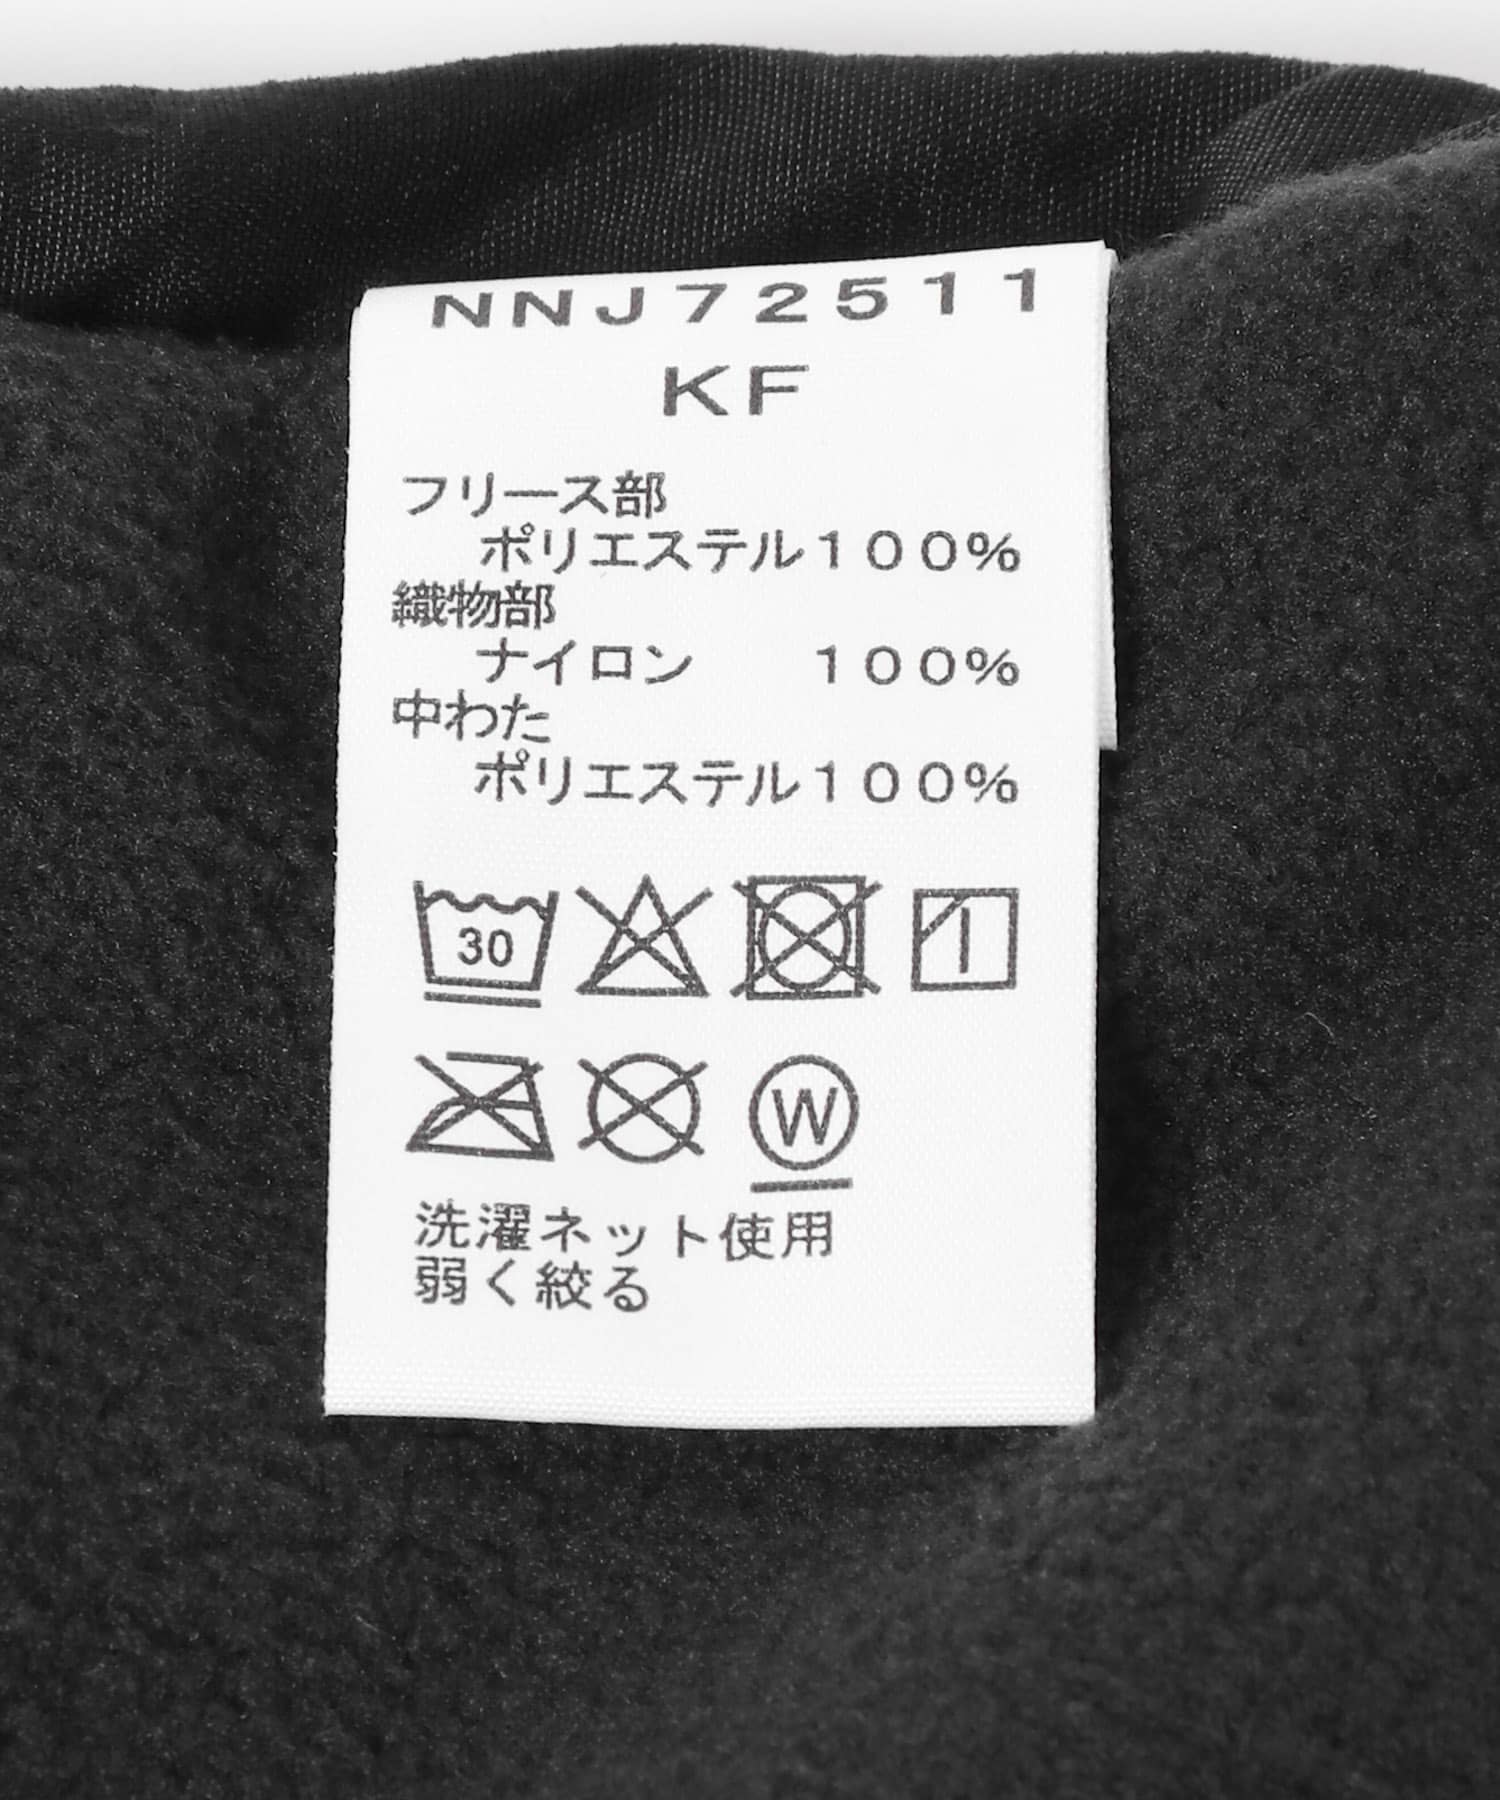 NNJ72511
KF
フリース部
ポリエステル100%
織物部
ナイロン 100%
中わた
ポリエステル100%
30
W
洗濯ネット使用
弱く絞る